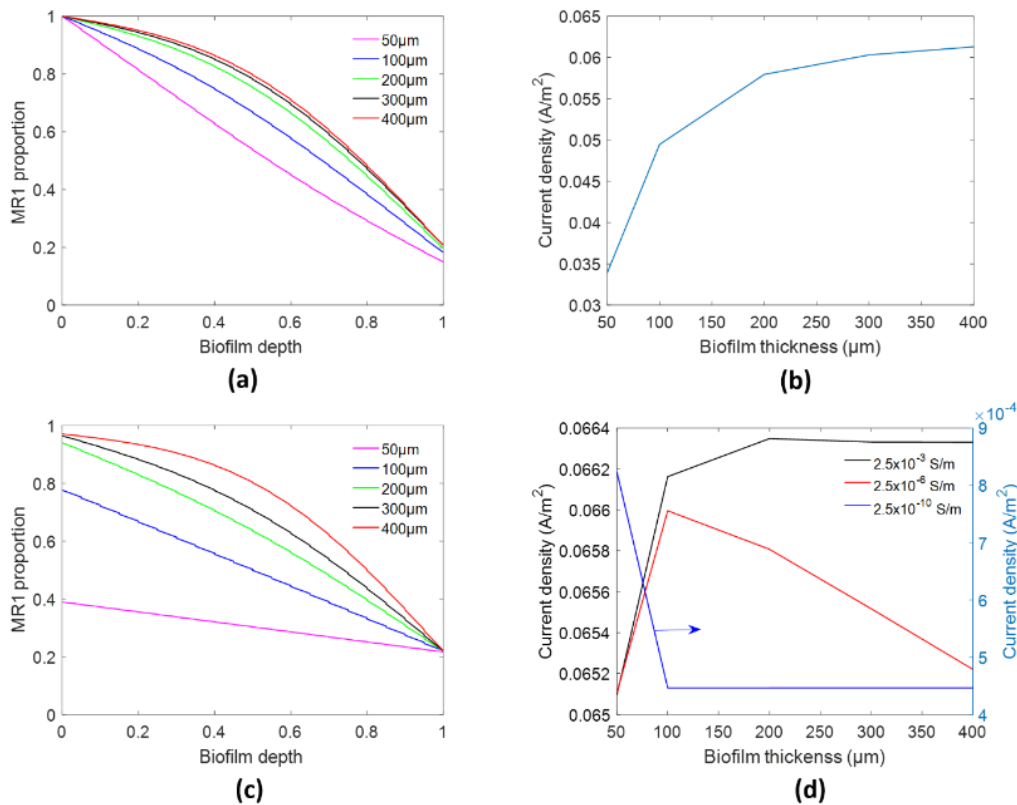 1
0.8
0.6
0.4
0.2
0
MR1 proportion
50μm
100μm
200μm
300μm
400μm
0 0.2 0.4 0.6 0.8 1
Biofilm depth
(a)
0.065
0.06
0.055
0.05
0.045
0.04
0.035
0.03
Current density (A/m²)
50 100 150 200 250 300 350 400
Biofilm thickness (μm)
(b)
1
0.8
0.6
0.4
0.2
0
MR1 proportion
50μm
100μm
200μm
300μm
400μm
0 0.2 0.4 0.6 0.8 1
Biofilm depth
(c)
0.0664
0.0662
0.066
0.0658
0.0656
0.0654
0.0652
0.065
Current density (A/m²)
2.5x10⁻³ S/m
2.5x10⁻⁶ S/m
2.5x10⁻¹⁰ S/m
×10⁻⁴
9
8
7
6
5
4
Current density (A/m²)
50 100 150 200 250 300 350 400
Biofilm thickenss (μm)
(d)